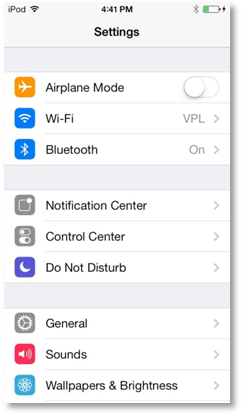 iPod 4:41 PM
Settings
Airplane Mode
Wi-Fi VPL
Bluetooth On
Notification Center
Control Center
Do Not Disturb
General
Sounds
Wallpapers & Brightness